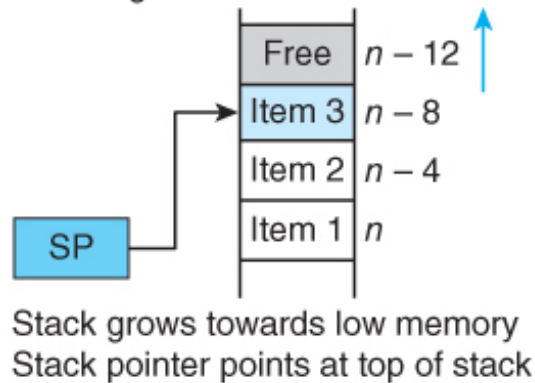 Free n – 12
Item 3 n – 8
Item 2 n – 4
Item 1 n
SP
Stack grows towards low memory
Stack pointer points at top of stack